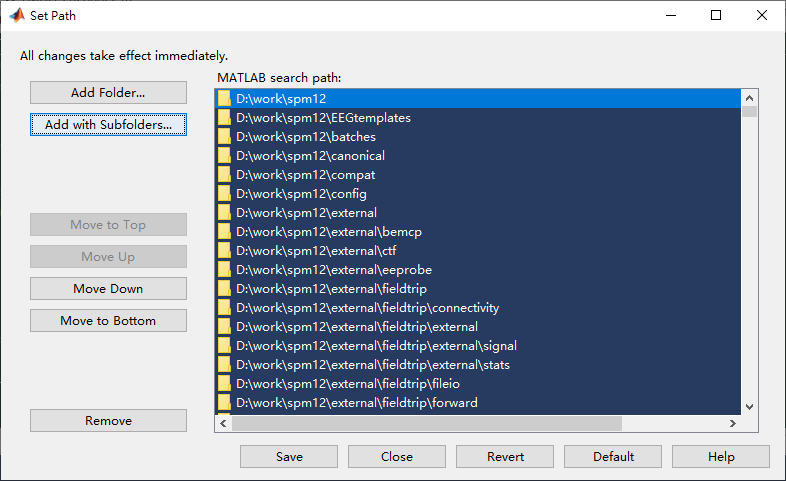 Set Path
All changes take effect immediately.
MATLAB search path:
Add Folder...
Add with Subfolders...
Move to Top
Move Up
Move Down
Move to Bottom
Remove
D:\work\spm12
D:\work\spm12\EEGtemplates
D:\work\spm12\batches
D:\work\spm12\canonical
D:\work\spm12\compat
D:\work\spm12\config
D:\work\spm12\external
D:\work\spm12\external\bemcp
D:\work\spm12\external\ctf
D:\work\spm12\external\eeprobe
D:\work\spm12\external\fieldtrip
D:\work\spm12\external\fieldtrip\connectivity
D:\work\spm12\external\fieldtrip\external
D:\work\spm12\external\fieldtrip\external\signal
D:\work\spm12\external\fieldtrip\external\stats
D:\work\spm12\external\fieldtrip\fileio
D:\work\spm12\external\fieldtrip\forward
Save
Close
Revert
Default
Help